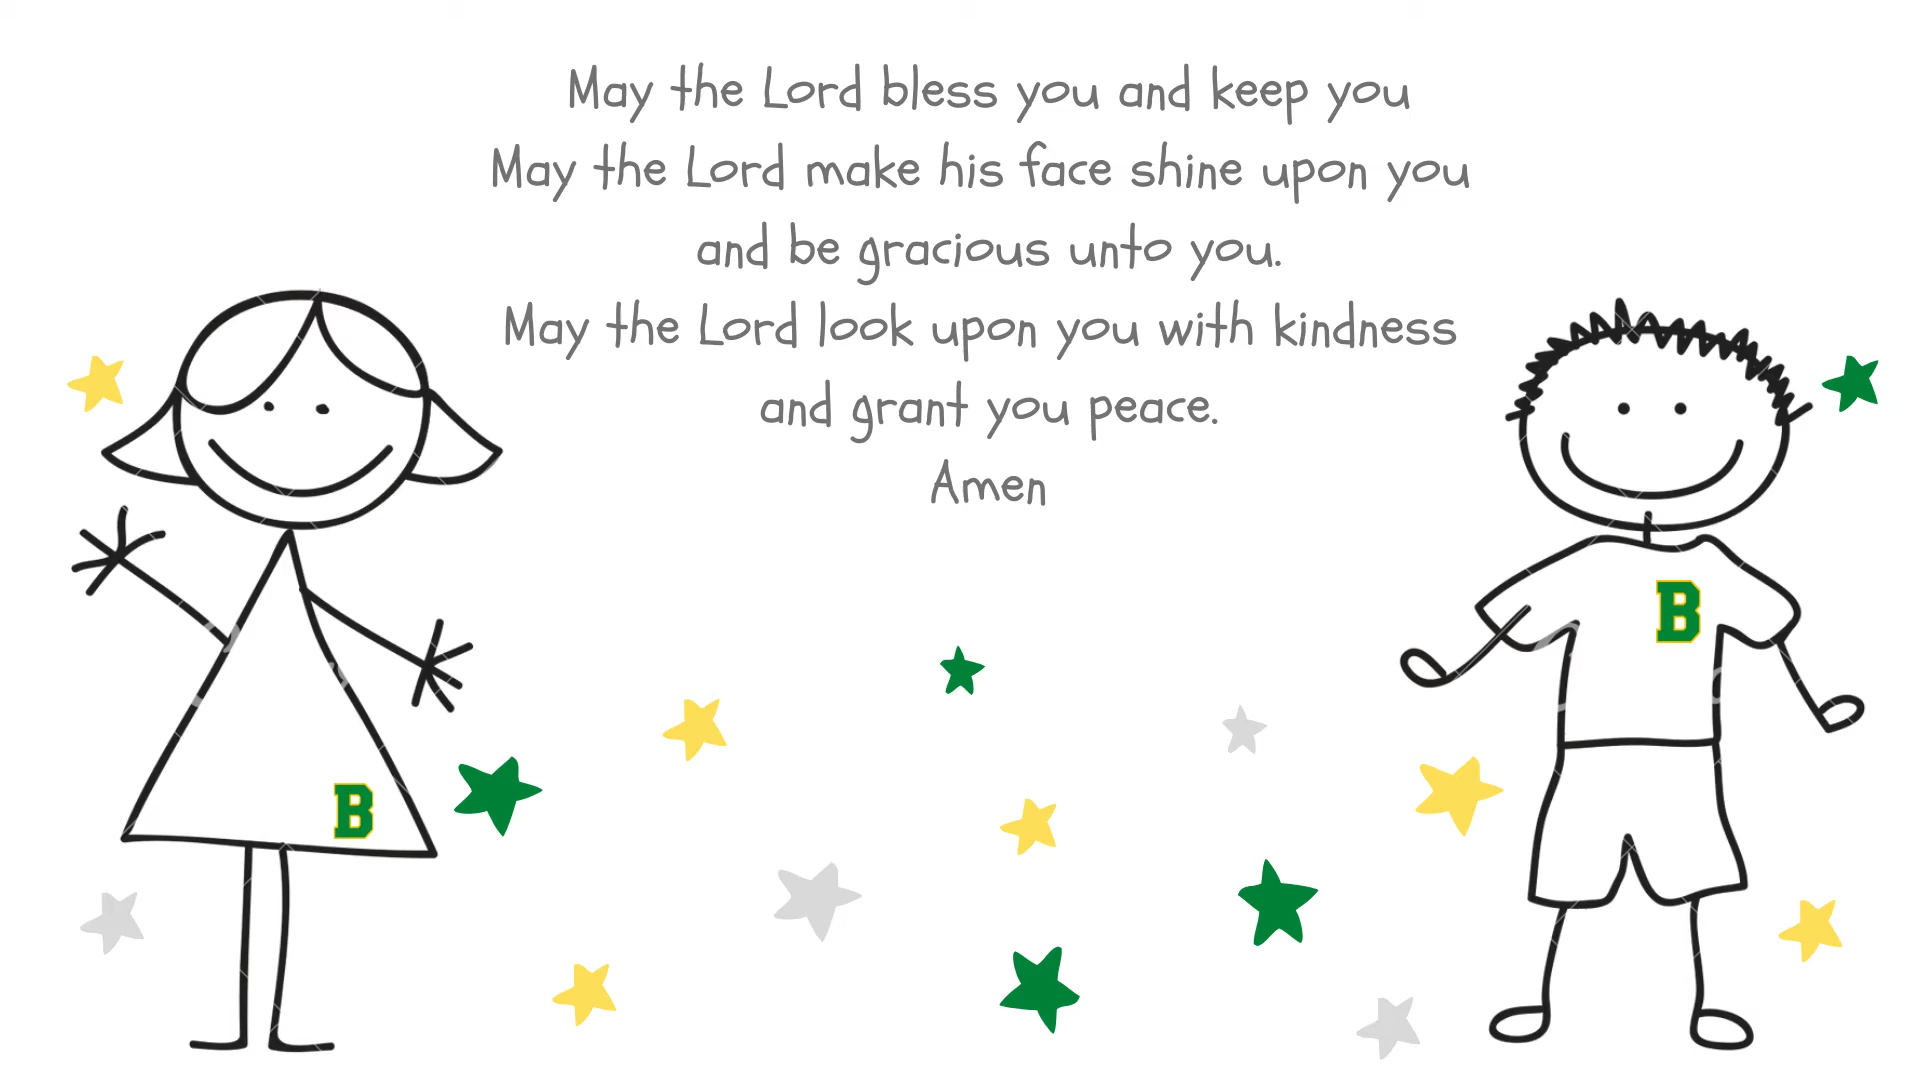 May the Lord bless you and keep you
May the Lord make his face shine upon you
and be gracious unto you.
May the Lord look upon you with kindness
and grant you peace.
Amen
B
B